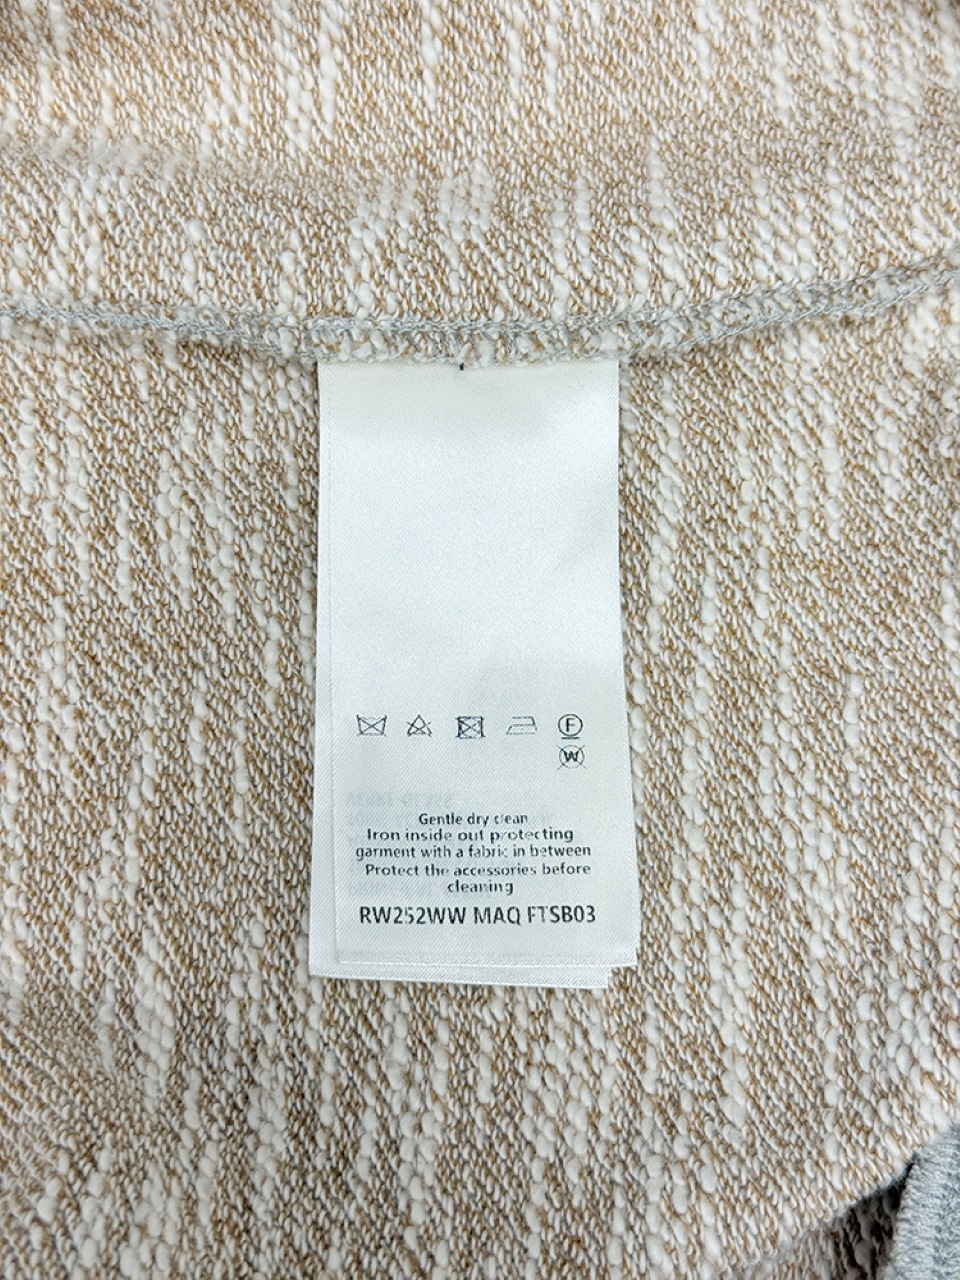 F
W
Gentle dry clean
Iron inside out protecting
garment with a fabric in between
Protect the accessories before
cleaning
RW252WW MAQ FTSB03